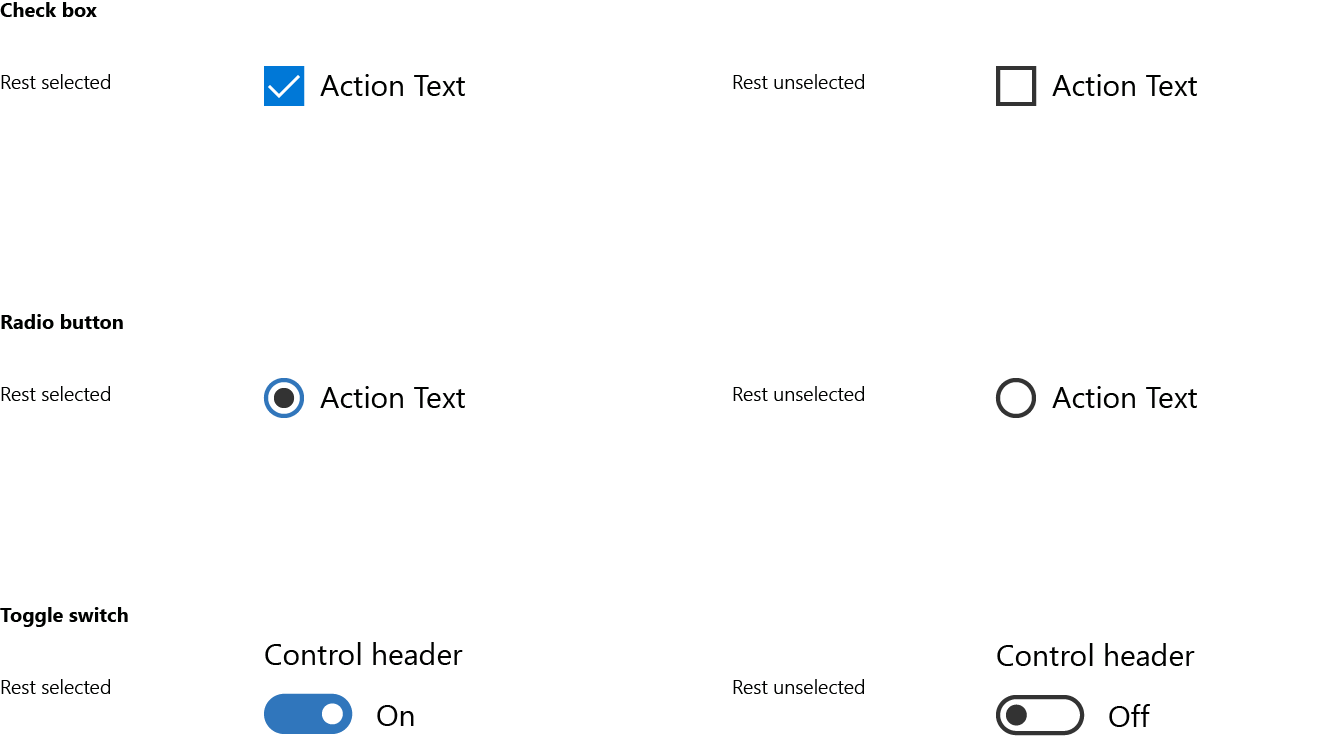 Check box
Rest selected
Action Text
Rest unselected
Action Text
Radio button
Rest selected
Action Text
Rest unselected
Action Text
Toggle switch
Control header
Control header
Rest selected
On
Rest unselected
Off